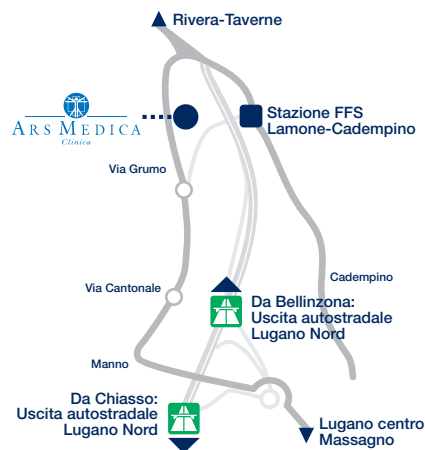 Rivera-Taverne
ARS MEDICA
Clinica
Stazione FFS
Lamone-Cadempino
Via Grumo
Cadempino
Via Cantonale
Da Bellinzona:
Uscita autostradale
Lugano Nord
Manno
Da Chiasso:
Uscita autostradale
Lugano Nord
Lugano centro
Massagno